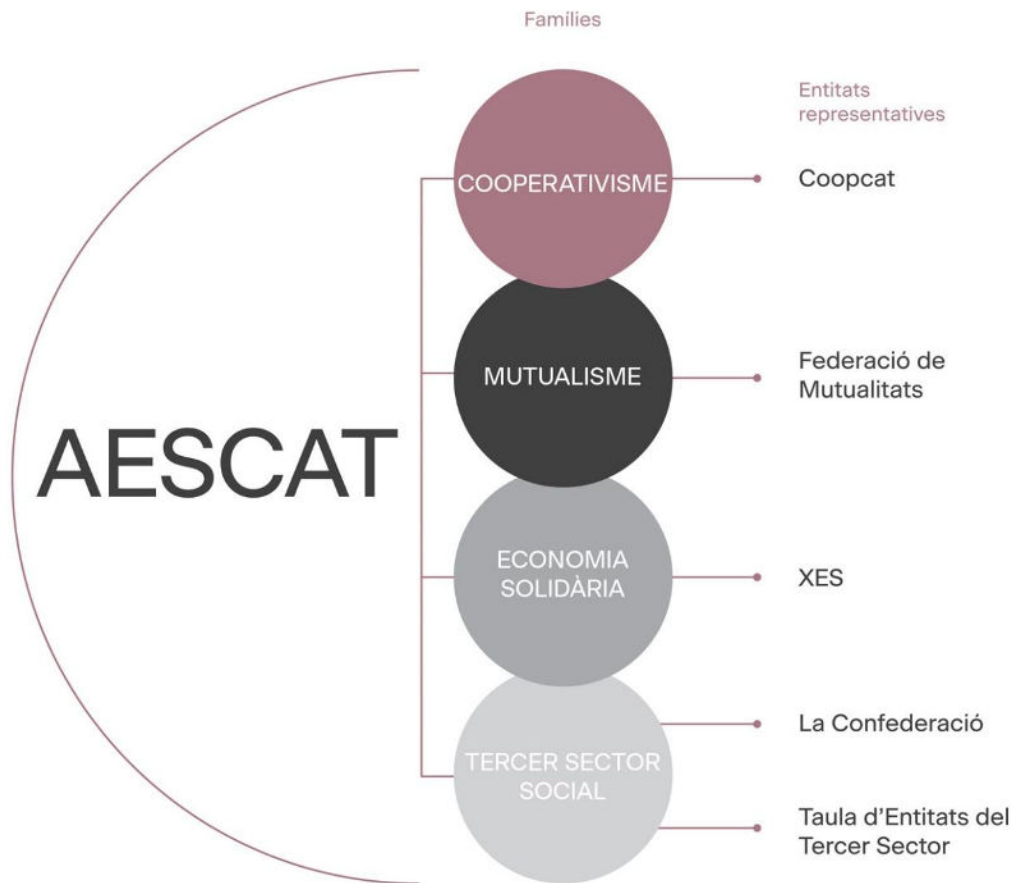 Famílies
Entitats
representatives
AESCAT
COOPERATIVISME
Coopcat
MUTUALISME
Federació de
Mutualitats
ECONOMIA
SOLIDÀRIA
XES
TERCER SECTOR
SOCIAL
La Confederació
Taula d’Entitats del
Tercer Sector